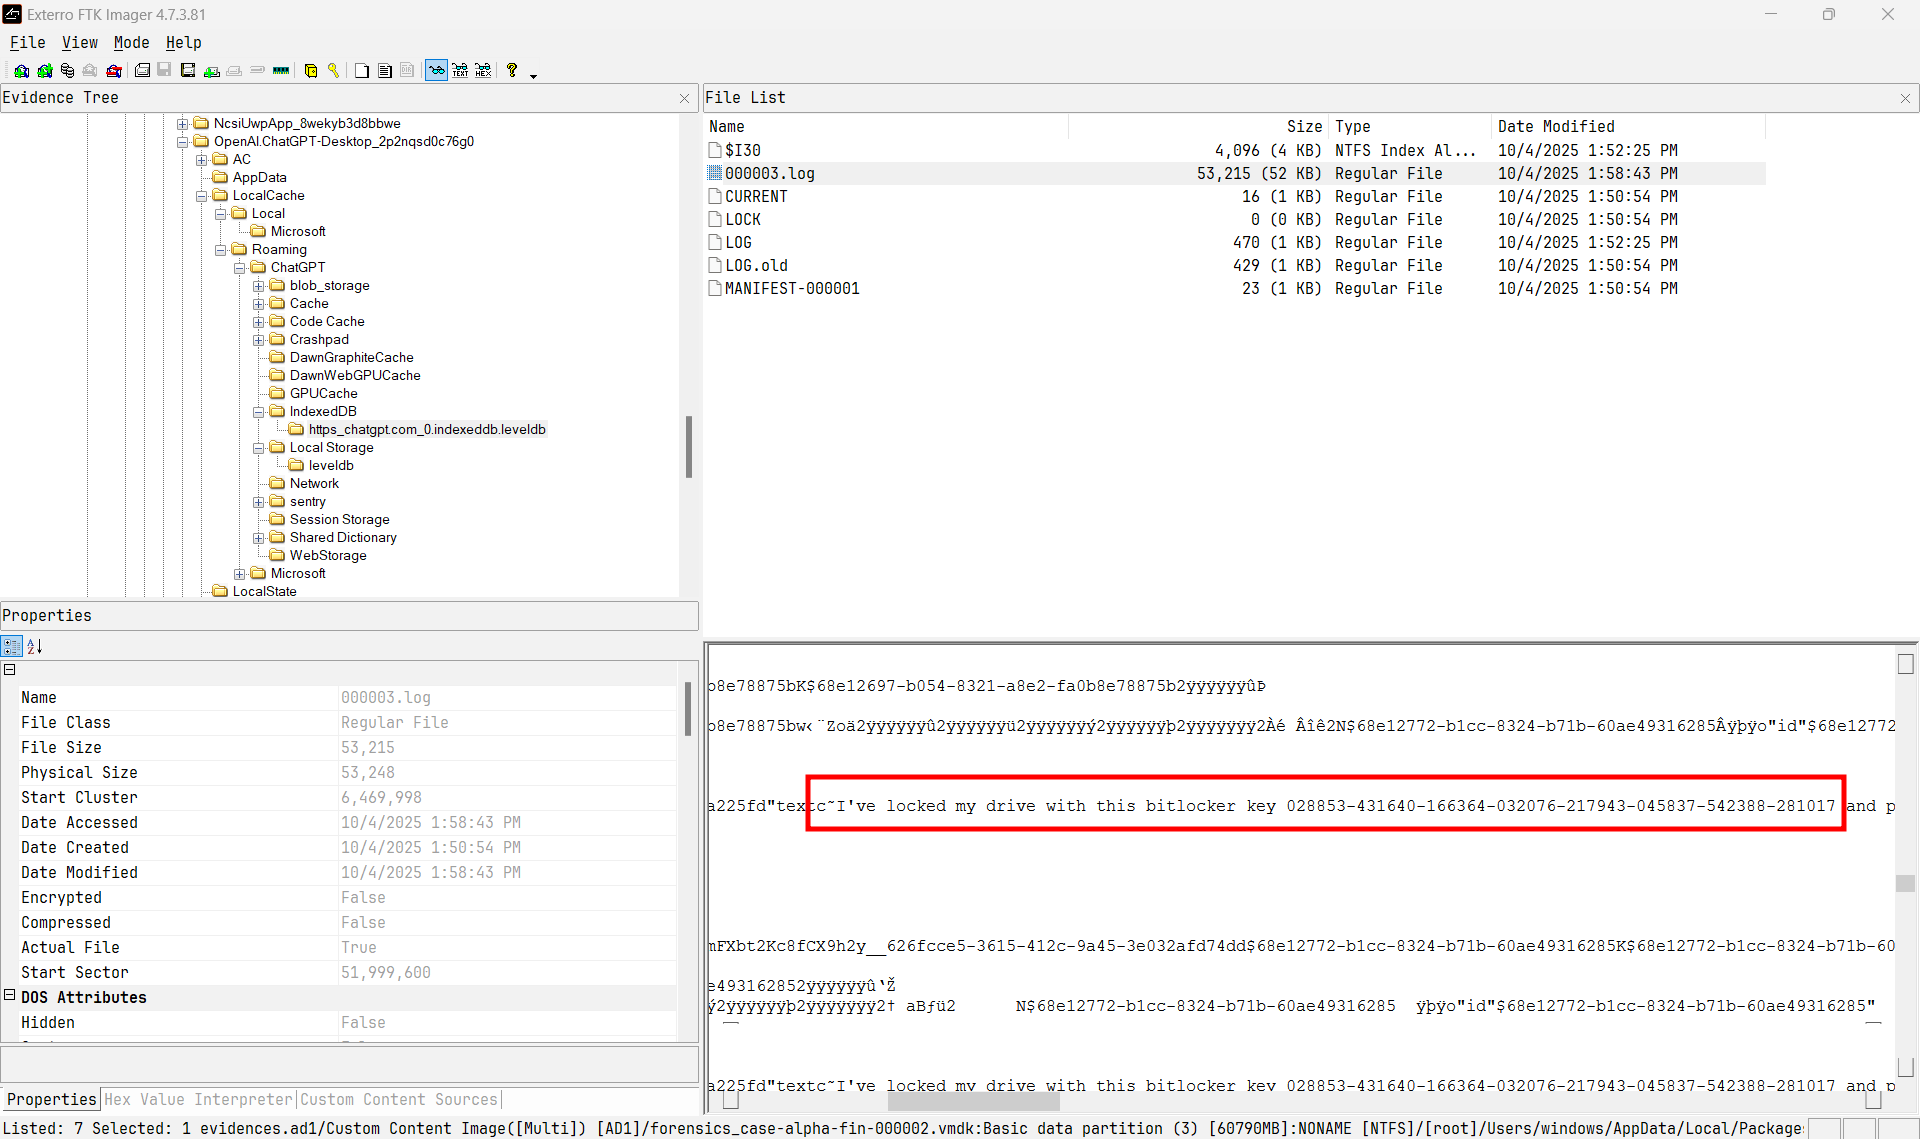 Exterro FTK Imager 4.7.3.81
File View Mode Help
Evidence Tree
NcsiUwpApp_8wekyb3d8bbwe
OpenAI.ChatGPT-Desktop_2p2nqsd0c76g0
AC
AppData
LocalCache
Local
Microsoft
Roaming
ChatGPT
blob_storage
Cache
Code Cache
Crashpad
DawnGraphiteCache
DawnWebGPUCache
GPUCache
IndexedDB
https_chatgpt.com_0.indexeddb.leveldb
Local Storage
leveldb
Network
sentry
Session Storage
Shared Dictionary
WebStorage
Microsoft
LocalState
Properties
Name 000003.log
File Class Regular File
File Size 53,215
Physical Size 53,248
Start Cluster 6,469,998
Date Accessed 10/4/2025 1:58:43 PM
Date Created 10/4/2025 1:50:54 PM
Date Modified 10/4/2025 1:58:43 PM
Encrypted False
Compressed False
Actual File True
Start Sector 51,999,600
DOS Attributes
Hidden False
Properties Hex Value Interpreter Custom Content Sources
File List
Name Size Type Date Modified
$I30 4,096 (4 KB) NTFS Index Al... 10/4/2025 1:52:25 PM
000003.log 53,215 (52 KB) Regular File 10/4/2025 1:58:43 PM
CURRENT 16 (1 KB) Regular File 10/4/2025 1:50:54 PM
LOCK 0 (0 KB) Regular File 10/4/2025 1:50:54 PM
LOG 470 (1 KB) Regular File 10/4/2025 1:52:25 PM
LOG.old 429 (1 KB) Regular File 10/4/2025 1:50:54 PM
MANIFEST-000001 23 (1 KB) Regular File 10/4/2025 1:50:54 PM
b8e78875bK$68e12697-b054-8321-a8e2-fa0b8e78875b2ÿÿÿÿÿÿûÞ
b8e78875bw‹¨Zoä2ÿÿÿÿÿÿû2ÿÿÿÿÿÿü2ÿÿÿÿÿÿý2ÿÿÿÿÿÿþ2ÿÿÿÿÿÿÿ2Àé Âîê2N$68e12772-b1cc-8324-b71b-60ae49316285Âÿþÿo"id"$68e12772
a225fd"textc˜I've locked my drive with this bitlocker key 028853-431640-166364-032076-217943-045837-542388-281017 and p
mFXbt2Kc8fCX9h2y__626fcce5-3615-412c-9a45-3e032afd74dd$68e12772-b1cc-8324-b71b-60ae49316285K$68e12772-b1cc-8324-b71b-60
e493162852ÿÿÿÿÿÿû‘Ž
ÿ2ÿÿÿÿÿÿþ2ÿÿÿÿÿÿÿ2† aBƒü2 N$68e12772-b1cc-8324-b71b-60ae49316285 ÿþÿo"id"$68e12772-b1cc-8324-b71b-60ae49316285"
a225fd"textc˜I've locked my drive with this bitlocker key 028853-431640-166364-032076-217943-045837-542388-281017 and p
Listed: 7 Selected: 1 evidences.ad1/Custom Content Image([Multi]) [AD1]/forensics_case-alpha-fin-000002.vmdk:Basic data partition (3) [60790MB]:NONAME [NTFS]/[root]/Users/windows/AppData/Local/Package